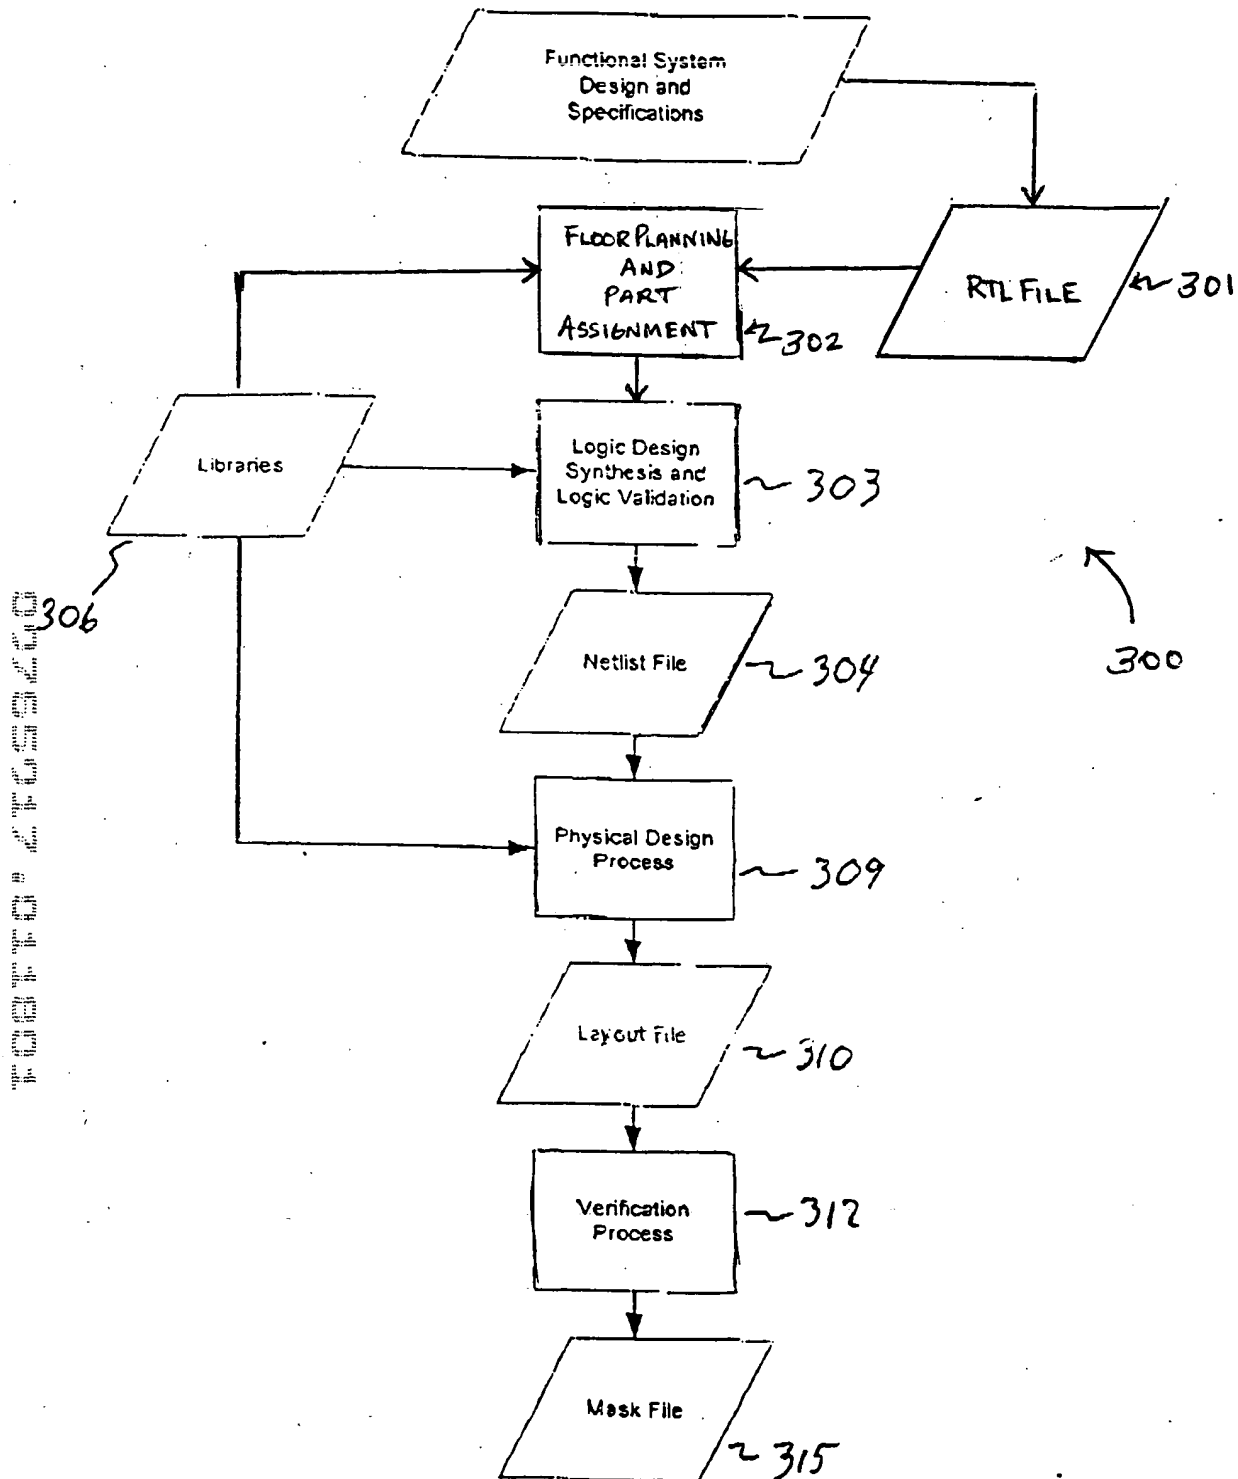 Functional System
Design and
Specifications
FLOORPLANNING
AND
PART
ASSIGNMENT
302
RTL FILE
301
Libraries
306
Logic Design
Synthesis and
Logic Validation
303
300
Netlist File
304
Physical Design
Process
309
Layout File
310
Verification
Process
312
Mask File
315